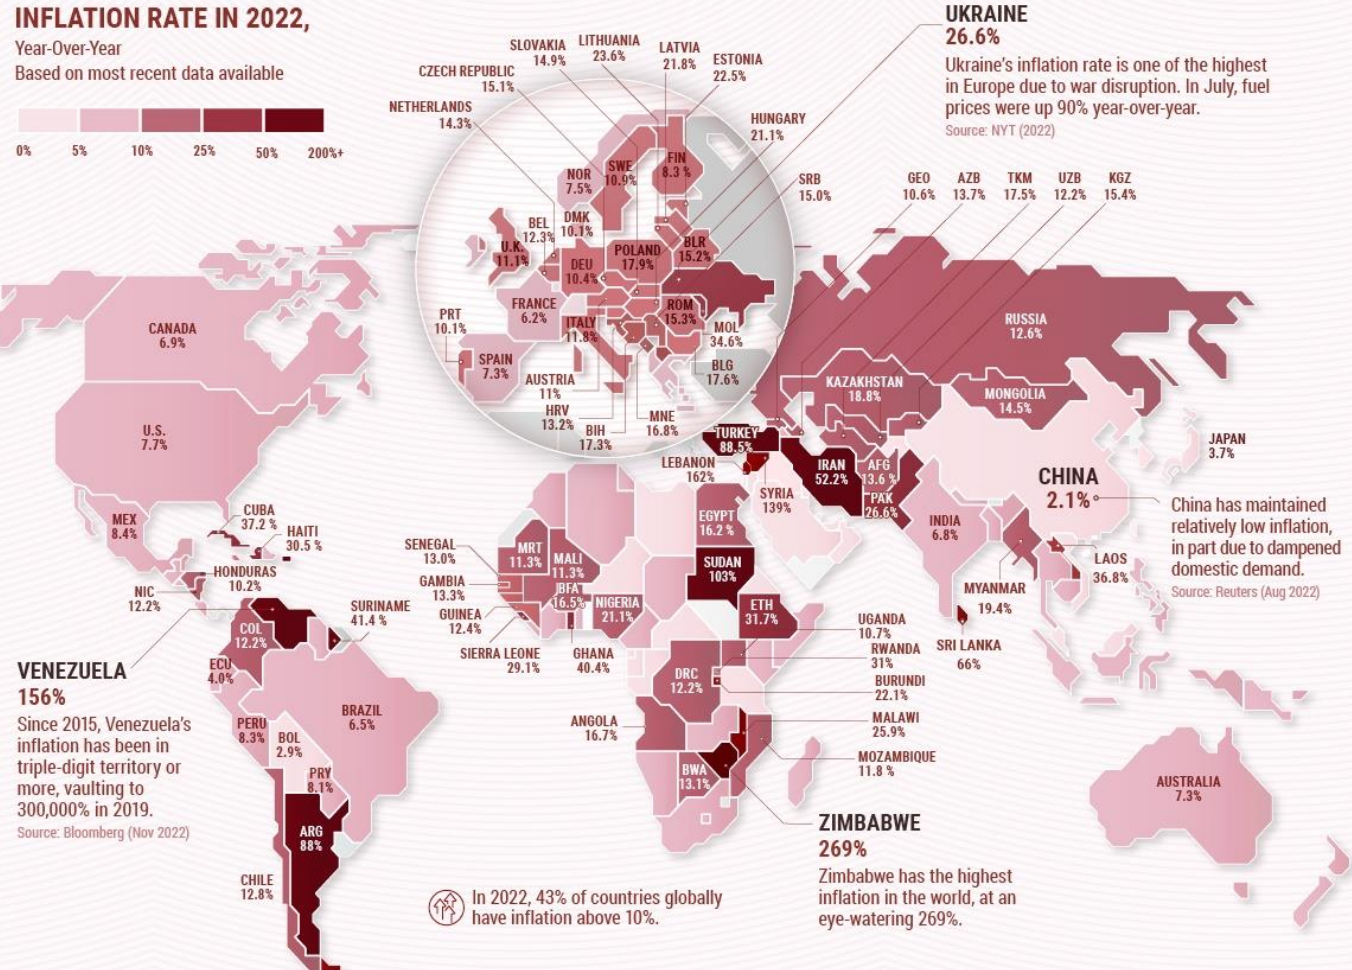 INFLATION RATE IN 2022,
Year-Over-Year
Based on most recent data available
0% 5% 10% 25% 50% 200%+
UKRAINE
26.6%
Ukraine's inflation rate is one of the highest
in Europe due to war disruption. In July, fuel
prices were up 90% year-over-year.
Source: NYT (2022)
SLOVAKIA
14.9%
LITHUANIA
23.6%
LATVIA
21.8%
ESTONIA
22.5%
CZECH REPUBLIC
15.1%
NETHERLANDS
14.3%
HUNGARY
21.1%
SRB
15.0%
GEO
10.6%
AZB
13.7%
TKM
17.5%
UZB
12.2%
KGZ
15.4%
NOR
7.5%
SWE
10.9%
FIN
8.3 %
BEL
12.3%
DMK
10.1%
U.K.
11.1%
DEU
10.4%
POLAND
17.9%
BLR
15.2%
FRANCE
6.2%
ITALY
11.8%
ROM
15.3%
MOL
34.6%
PRT
10.1%
SPAIN
7.3%
BLG
17.6%
AUSTRIA
11%
HRV
13.2%
BIH
17.3%
MNE
16.8%
CANADA
6.9%
U.S.
7.7%
MEX
8.4%
CUBA
37.2 %
HAITI
30.5 %
HONDURAS
10.2%
NIC
12.2%
SURINAME
41.4 %
COL
12.2%
ECU
4.0%
VENEZUELA
156%
Since 2015, Venezuela's
inflation has been in
triple-digit territory or
more, vaulting to
300,000% in 2019.
Source: Bloomberg (Nov 2022)
PERU
8.3%
BRAZIL
6.5%
BOL
2.9%
PRY
8.1%
ARG
88%
CHILE
12.8%
RUSSIA
12.6%
KAZAKHSTAN
18.8%
MONGOLIA
14.5%
TURKEY
88.5%
LEBANON
162%
SYRIA
139%
IRAN
52.2%
AFG
13.6 %
PAK
26.6%
INDIA
6.8%
CHINA
2.1%
China has maintained
relatively low inflation,
in part due to dampened
domestic demand.
Source: Reuters (Aug 2022)
JAPAN
3.7%
LAOS
36.8%
MYANMAR
19.4%
SRI LANKA
66%
EGYPT
16.2 %
SUDAN
103%
ETH
31.7%
MRT
11.3%
MALI
11.3%
BFA
16.5%
NIGERIA
21.1%
SENEGAL
13.0%
GAMBIA
13.3%
GUINEA
12.4%
SIERRA LEONE
29.1%
GHANA
40.4%
UGANDA
10.7%
RWANDA
31%
BURUNDI
22.1%
DRC
12.2%
ANGOLA
16.7%
MALAWI
25.9%
MOZAMBIQUE
11.8 %
BWA
13.1%
AUSTRALIA
7.3%
ZIMBABWE
269%
Zimbabwe has the highest
inflation in the world, at an
eye-watering 269%.
In 2022, 43% of countries globally
have inflation above 10%.